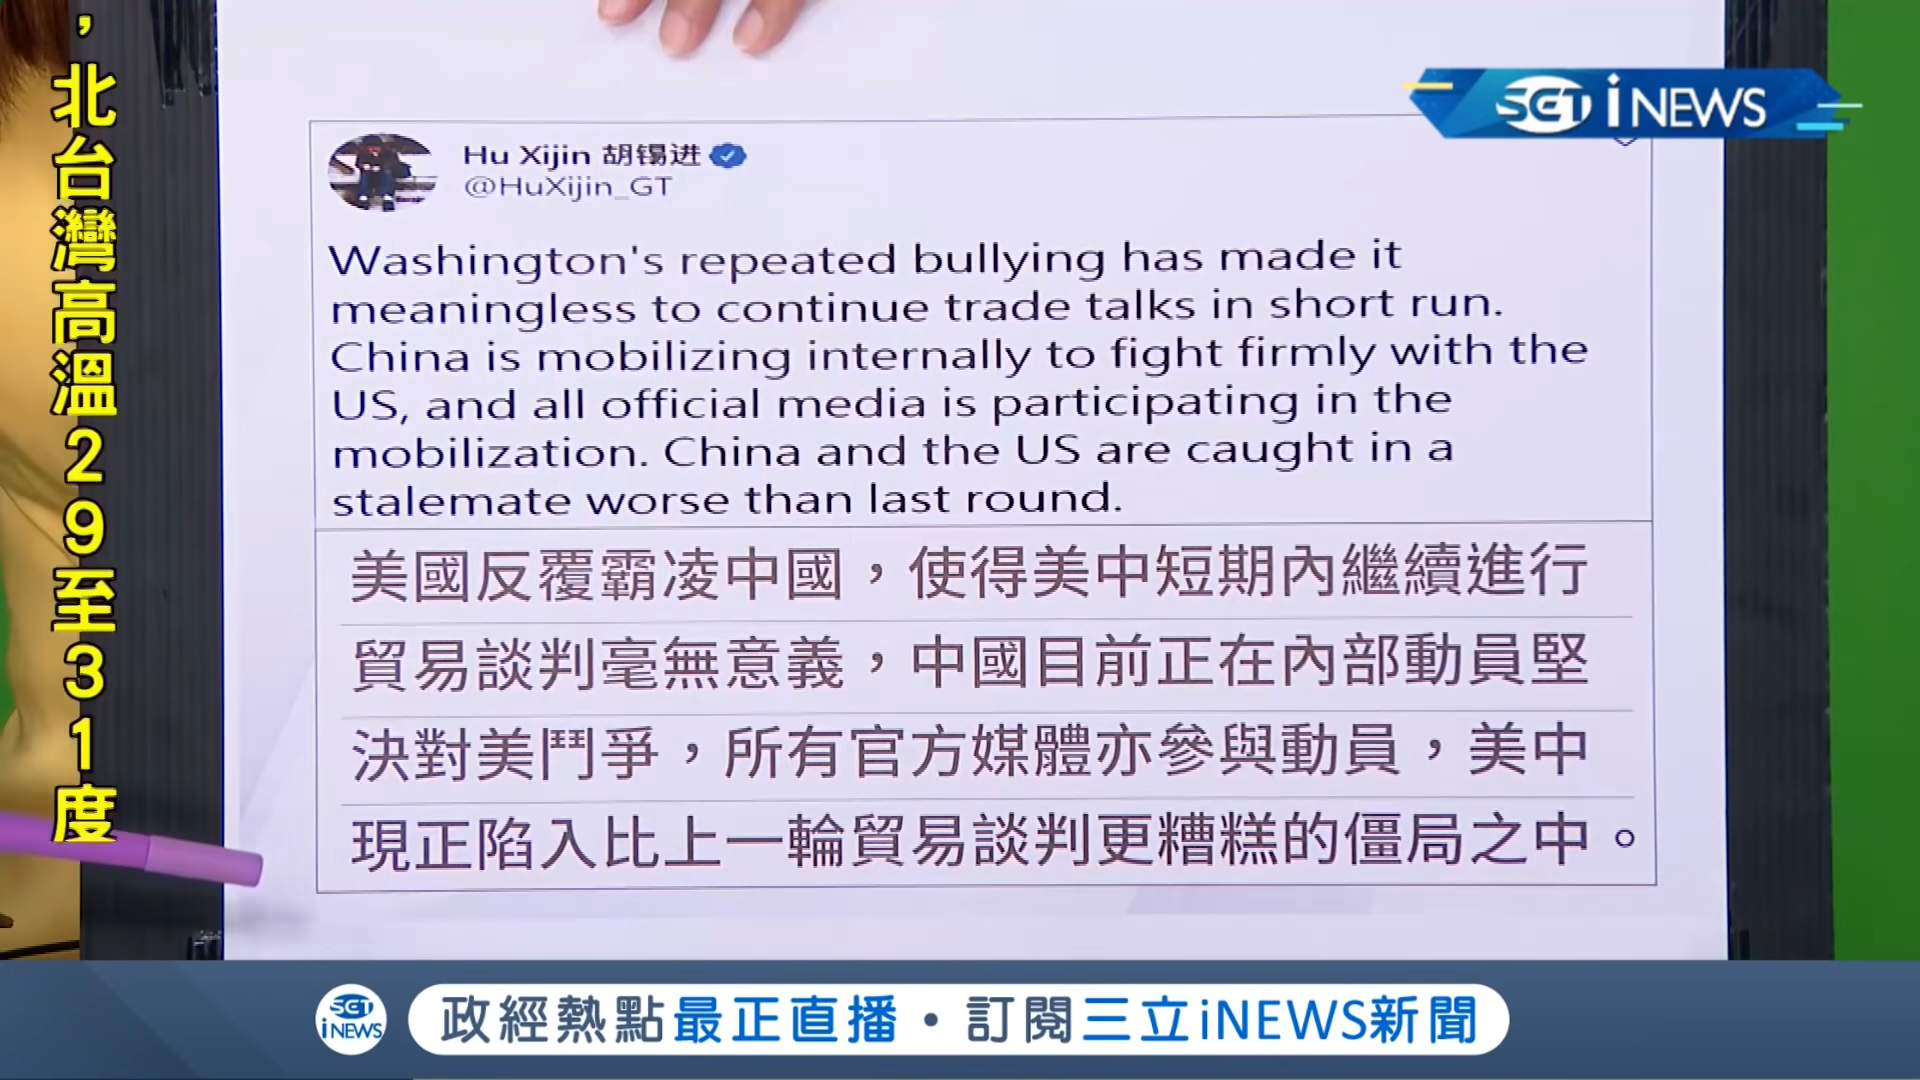 ，北台灣高溫29至31度
SET iNEWS
Hu Xijin 胡锡进
@HuXijin_GT
Washington's repeated bullying has made it
meaningless to continue trade talks in short run.
China is mobilizing internally to fight firmly with the
US, and all official media is participating in the
mobilization. China and the US are caught in a
stalemate worse than last round.
美國反覆霸凌中國，使得美中短期內繼續進行
貿易談判毫無意義，中國目前正在內部動員堅
決對美鬥爭，所有官方媒體亦參與動員，美中
現正陷入比上一輪貿易談判更糟糕的僵局之中。
SET
iNEWS
政經熱點最正直播・訂閱三立iNEWS新聞